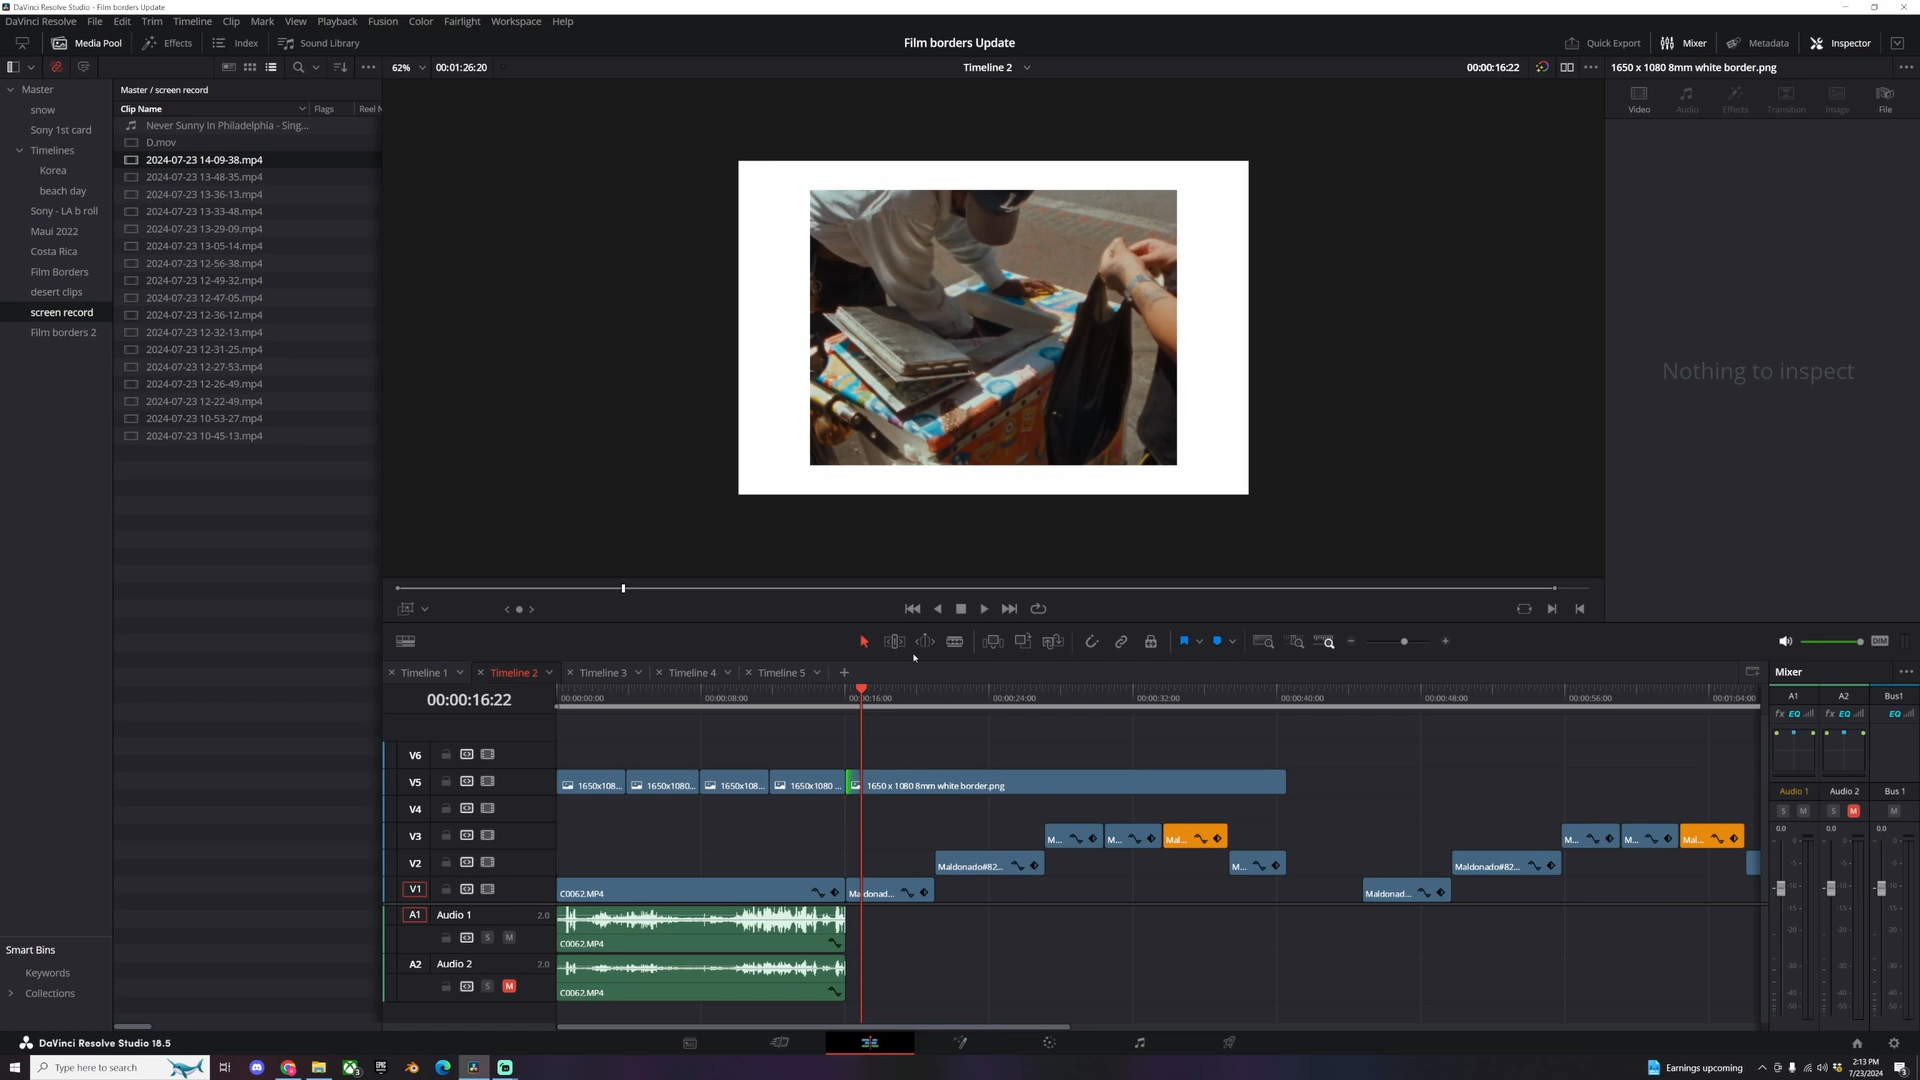 DaVinci Resolve Studio - Film borders Update
DaVinci Resolve File Edit Trim Timeline Clip Mark View Playback Fusion Color Fairlight Workspace Help
Media Pool Effects Index Sound Library Film borders Update Quick Export Mixer Metadata Inspector
62% 00:01:26:20 Timeline 2 00:00:16:22 1650 x 1080 8mm white border.png
Video Audio Effects Transition Image File
Nothing to inspect
Master
snow
Sony 1st card
Timelines
Korea
beach day
Sony - LA b roll
Maui 2022
Costa Rica
Film Borders
desert clips
screen record
Film borders 2
Master / screen record
Clip Name Flags Reel N
Never Sunny In Philadelphia - Sing...
D.mov
2024-07-23 14-09-38.mp4
2024-07-23 13-48-35.mp4
2024-07-23 13-36-13.mp4
2024-07-23 13-33-48.mp4
2024-07-23 13-29-09.mp4
2024-07-23 13-05-14.mp4
2024-07-23 12-56-38.mp4
2024-07-23 12-49-32.mp4
2024-07-23 12-47-05.mp4
2024-07-23 12-36-12.mp4
2024-07-23 12-32-13.mp4
2024-07-23 12-31-25.mp4
2024-07-23 12-27-53.mp4
2024-07-23 12-26-49.mp4
2024-07-23 12-22-49.mp4
2024-07-23 10-53-27.mp4
2024-07-23 10-45-13.mp4
Smart Bins
Keywords
Collections
DIM
Timeline 1 Timeline 2 Timeline 3 Timeline 4 Timeline 5
00:00:16:22
00:00:00:00 00:00:08:00 00:00:16:00 00:00:24:00 00:00:32:00 00:00:40:00 00:00:48:00 00:00:56:00 00:01:04:00
V6
V5 1650x108... 1650x1080... 1650x108... 1650x1080 ... 1650 x 1080 8mm white border.png
V4
V3 M... M... Mal... M... M... Mal...
V2 Maldonado#82... M... Maldonado#82...
V1 C0062.MP4 Maldonad... Maldonad...
A1 Audio 1 2.0
S M
C0062.MP4
A2 Audio 2 2.0
S M
C0062.MP4
Mixer
A1 A2 Bus1
fx EQ fx EQ EQ
Audio 1 Audio 2 Bus 1
S M S M M
0.0 0.0 0.0
DaVinci Resolve Studio 18.5
Type here to search
Earnings upcoming
2:13 PM
7/23/2024